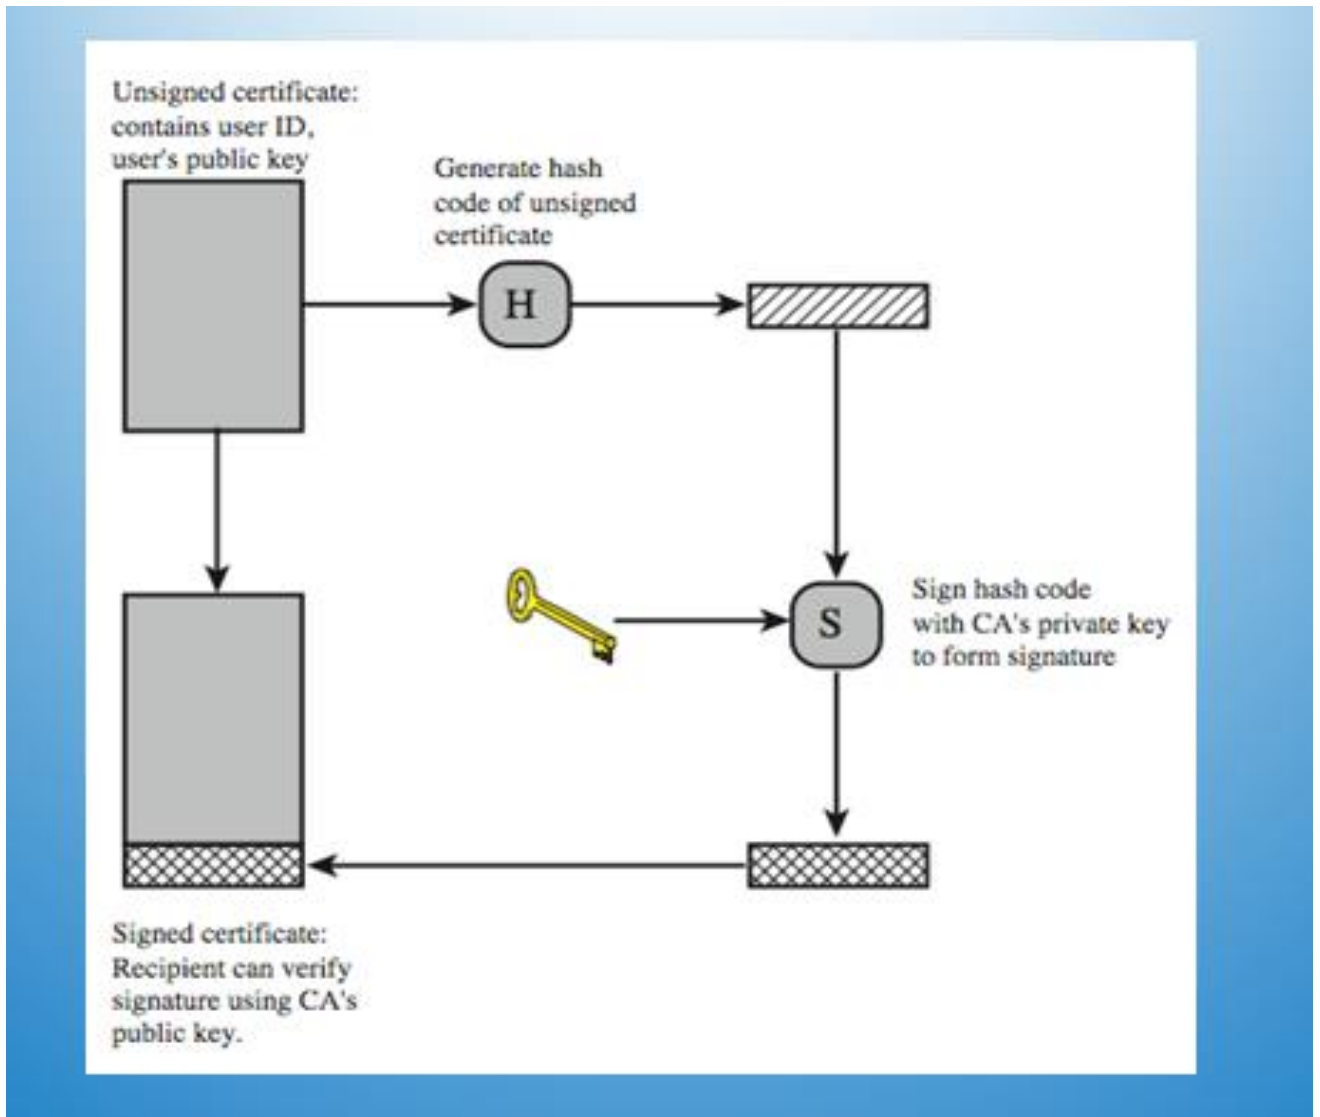 Unsigned certificate:
contains user ID,
user's public key
Generate hash
code of unsigned
certificate
H
Sign hash code
with CA's private key
to form signature
S
Signed certificate:
Recipient can verify
signature using CA's
public key.